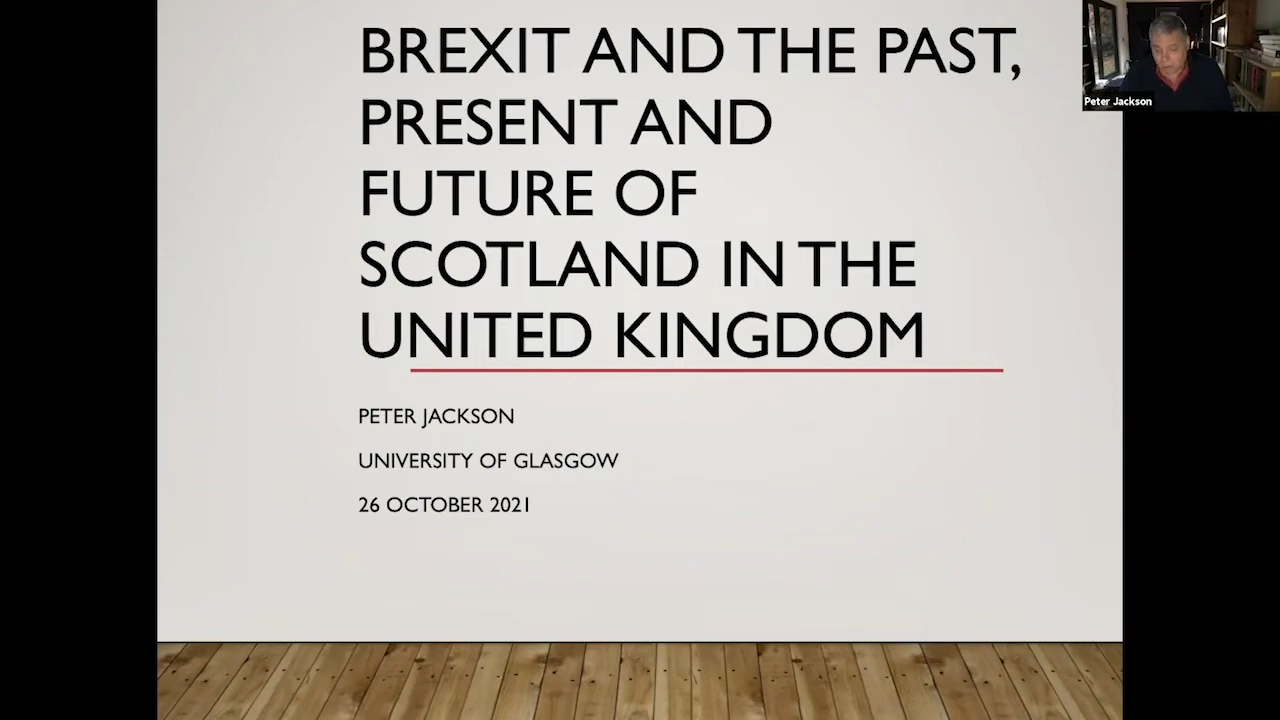 BREXIT AND THE PAST,
PRESENT AND
FUTURE OF
SCOTLAND IN THE
UNITED KINGDOM
PETER JACKSON
UNIVERSITY OF GLASGOW
26 OCTOBER 2021
Peter Jackson